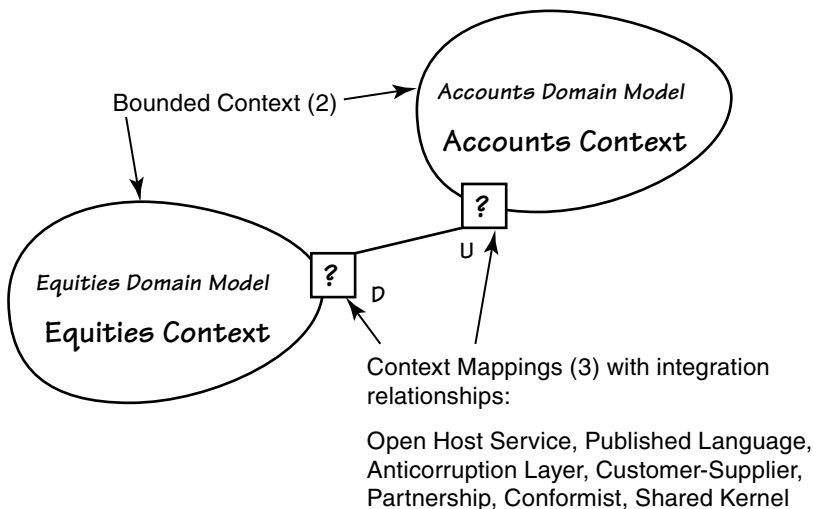 Bounded Context (2)
Accounts Domain Model
Accounts Context
?
U
?
D
Equities Domain Model
Equities Context
Context Mappings (3) with integration
relationships:
Open Host Service, Published Language,
Anticorruption Layer, Customer-Supplier,
Partnership, Conformist, Shared Kernel